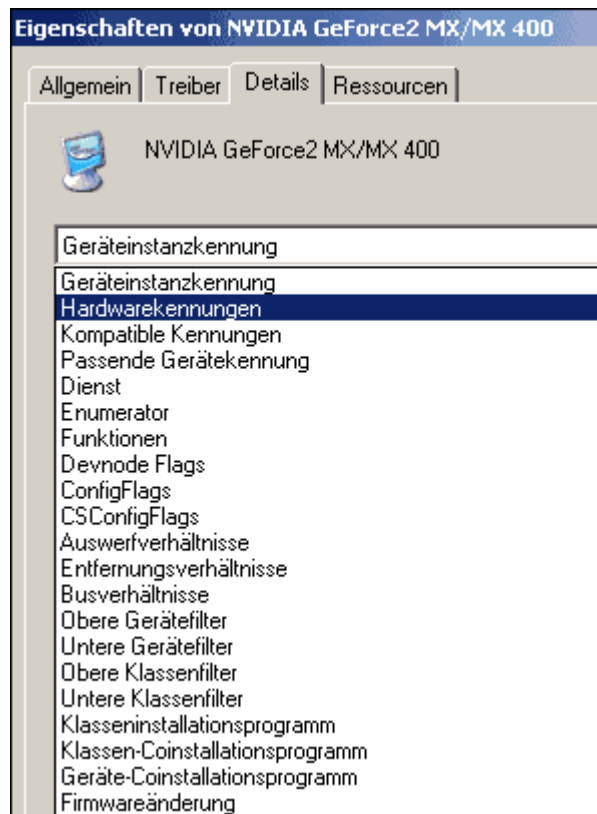 Eigenschaften von NVIDIA GeForce2 MX/MX 400
Allgemein Treiber Details Ressourcen
NVIDIA GeForce2 MX/MX 400
Geräteinstanzkennung
Geräteinstanzkennung
Hardwarekennungen
Kompatible Kennungen
Passende Gerätekennung
Dienst
Enumerator
Funktionen
Devnode Flags
ConfigFlags
CSConfigFlags
Auswerfverhältnisse
Entfernungsverhältnisse
Busverhältnisse
Obere Gerätefilter
Untere Gerätefilter
Obere Klassenfilter
Untere Klassenfilter
Klasseninstallationsprogramm
Klassen-Coinstallationsprogramm
Geräte-Coinstallationsprogramm
Firmwareänderung